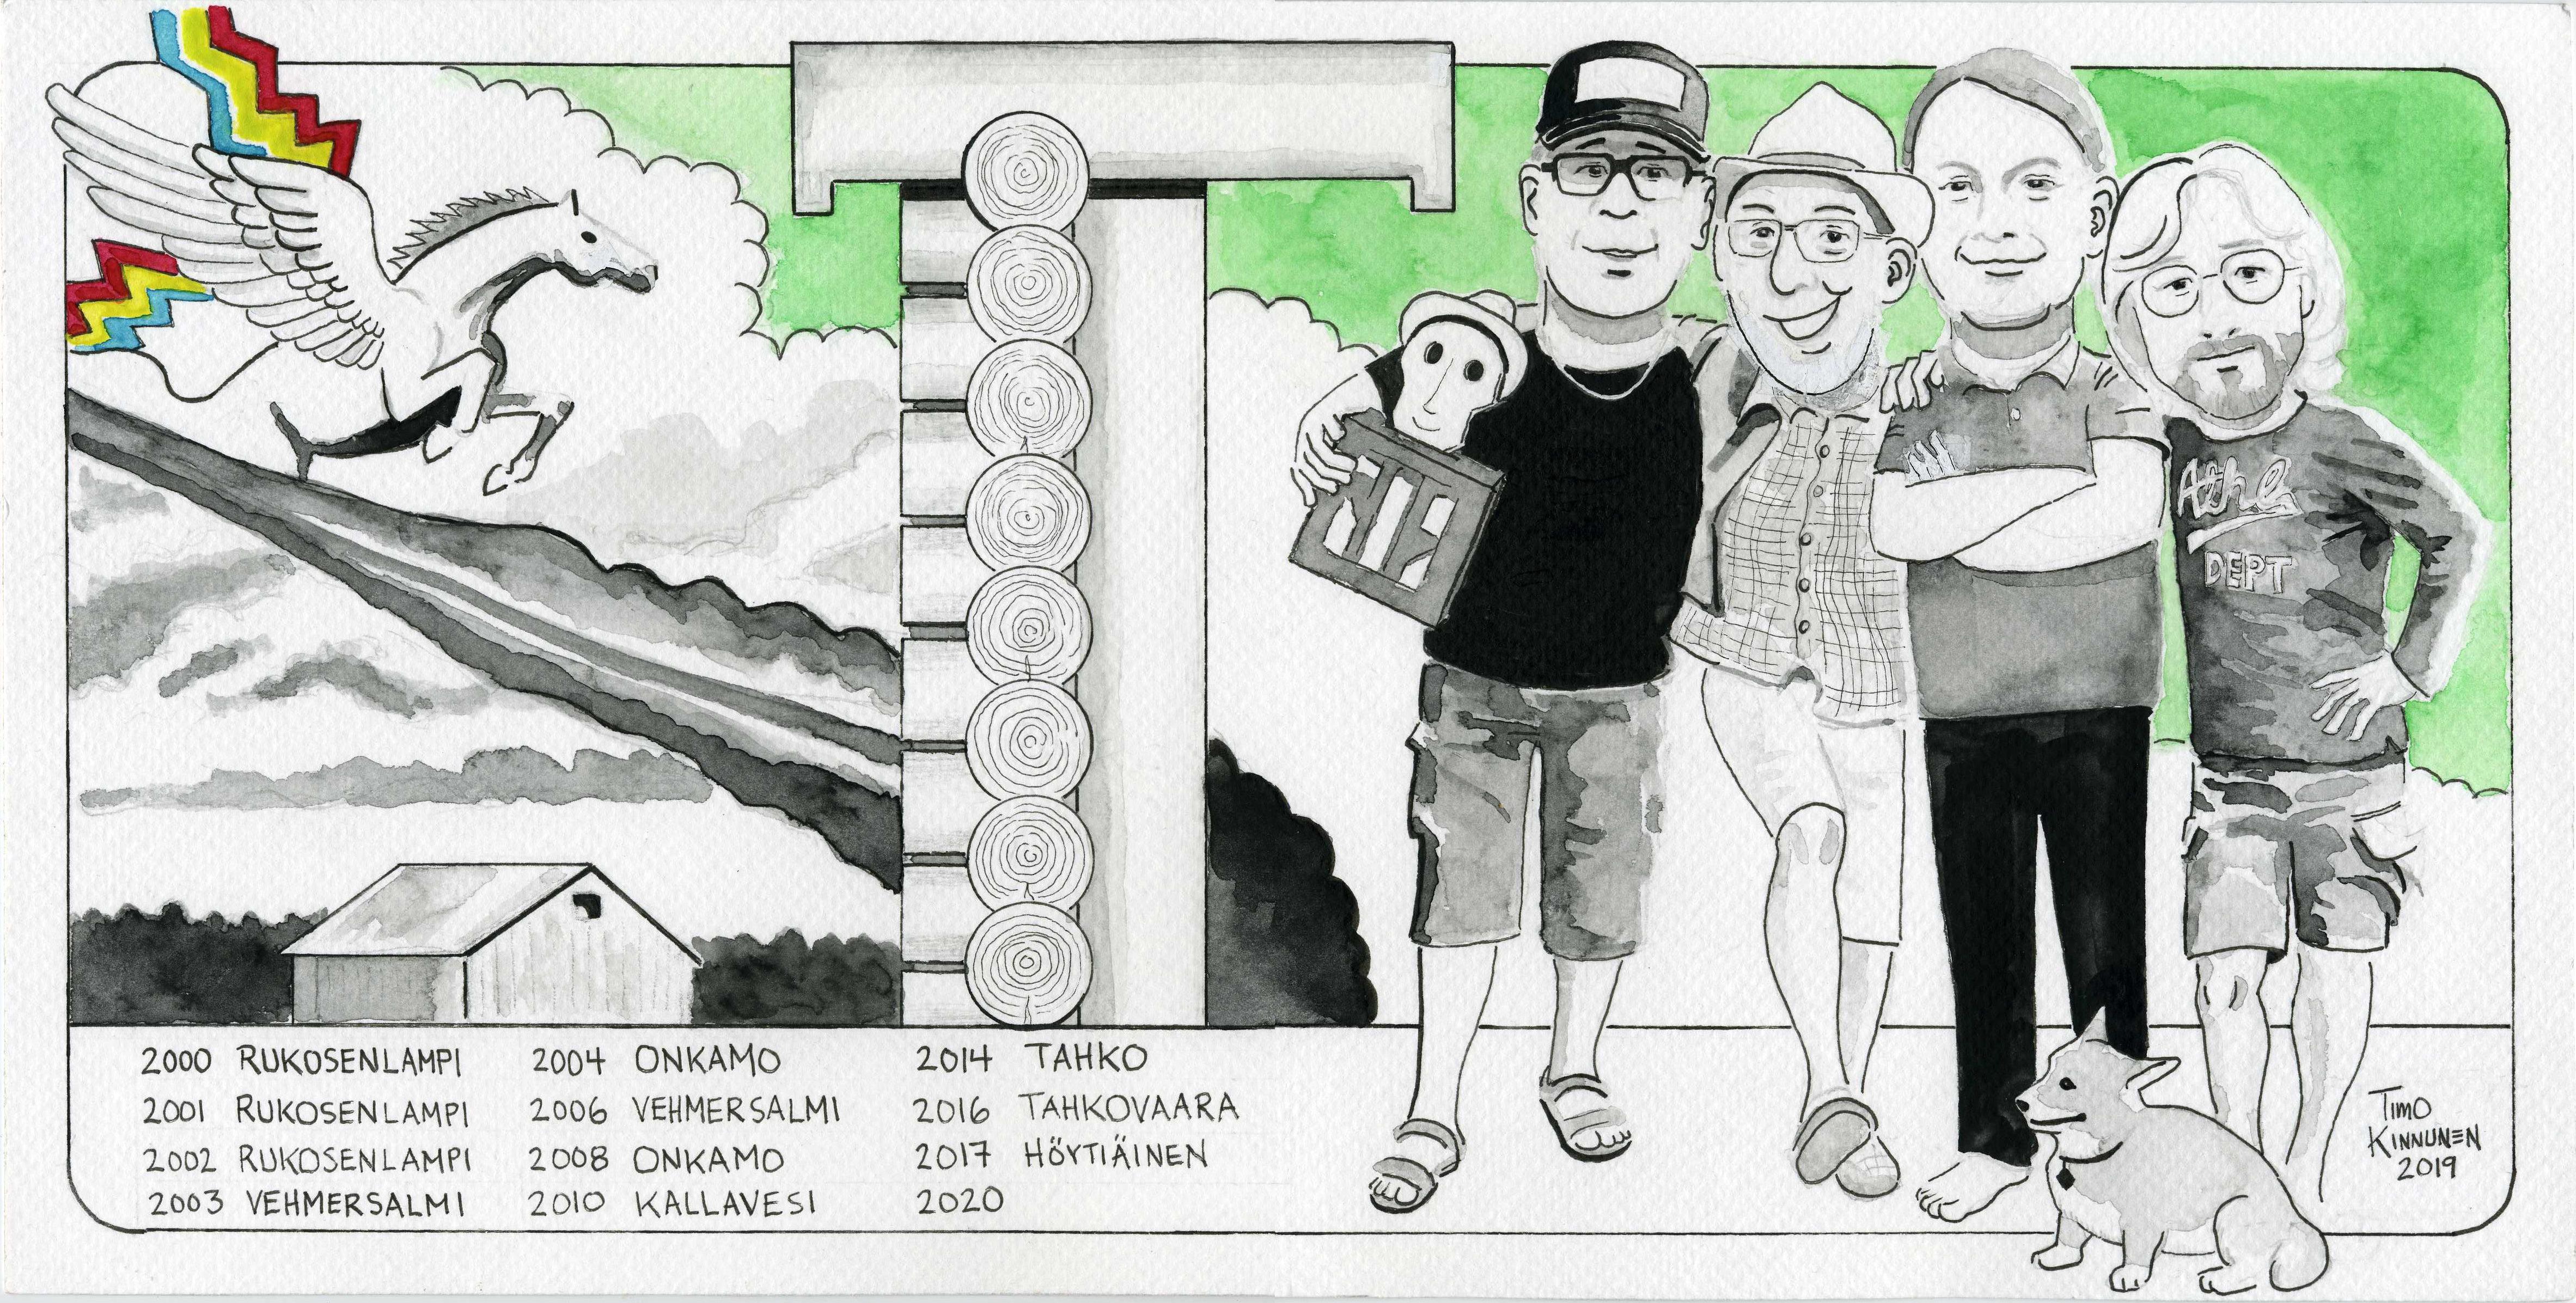 Athl
DEPT
2000 RUKOSENLAMPI
2001 RUKOSENLAMPI
2002 RUKOSENLAMPI
2003 VEHMERSALMI
2004 ONKAMO
2006 VEHMERSALMI
2008 ONKAMO
2010 KALLAVESI
2014 TAHKO
2016 TAHKOVAARA
2017 HÖYTIÄINEN
2020
TIMO
KINNUNEN
2019